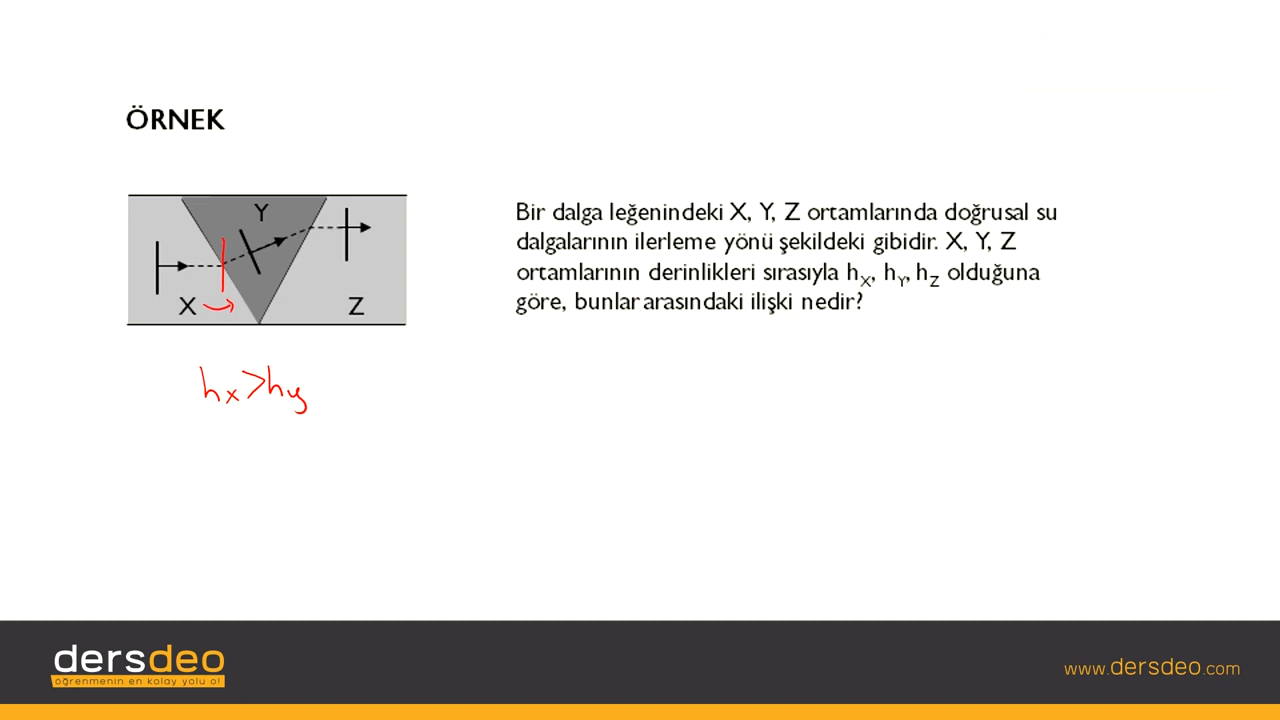 ÖRNEK
Y
X
Z
hx>hy
Bir dalga leğenindeki X, Y, Z ortamlarında doğrusal su
dalgalarının ilerleme yönü şekildeki gibidir. X, Y, Z
ortamlarının derinlikleri sırasıyla hX, hY, hZ olduğuna
göre, bunlar arasındaki ilişki nedir?
dersdeo
öğrenmenin en kolay yolu o!
www.dersdeo.com